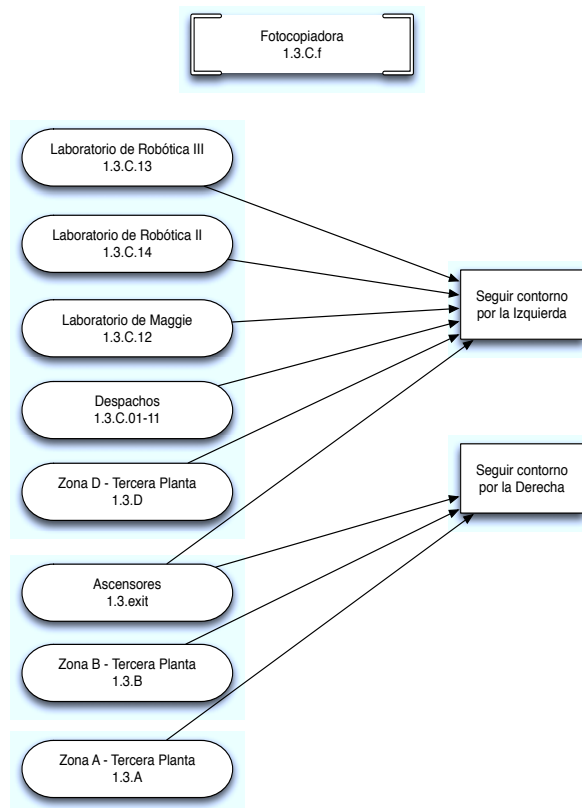 Fotocopiadora
1.3.C.f
Laboratorio de Robótica III
1.3.C.13
Laboratorio de Robótica II
1.3.C.14
Laboratorio de Maggie
1.3.C.12
Despachos
1.3.C.01-11
Zona D - Tercera Planta
1.3.D
Ascensores
1.3.exit
Zona B - Tercera Planta
1.3.B
Zona A - Tercera Planta
1.3.A
Seguir contorno
por la Izquierda
Seguir contorno
por la Derecha